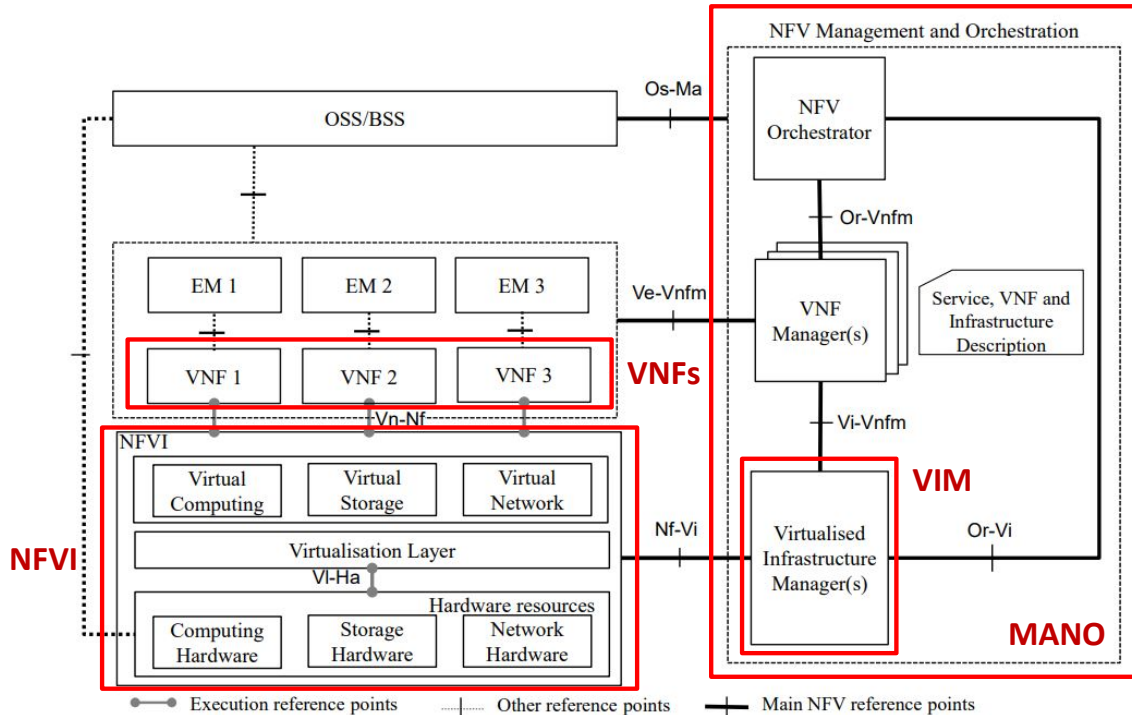 NFV Management and Orchestration
Os-Ma
OSS/BSS
NFV
Orchestrator
Or-Vnfm
EM 1
EM 2
EM 3
Ve-Vnfm
VNF
Manager(s)
Service, VNF and
Infrastructure
Description
VNF 1
VNF 2
VNF 3
VNFs
Vn-Nf
Vi-Vnfm
NFVI
Virtual
Computing
Virtual
Storage
Virtual
Network
VIM
NFVI
Virtualisation Layer
Nf-Vi
Virtualised
Infrastructure
Manager(s)
Or-Vi
Vl-Ha
Hardware resources
Computing
Hardware
Storage
Hardware
Network
Hardware
MANO
Execution reference points
Other reference points
Main NFV reference points